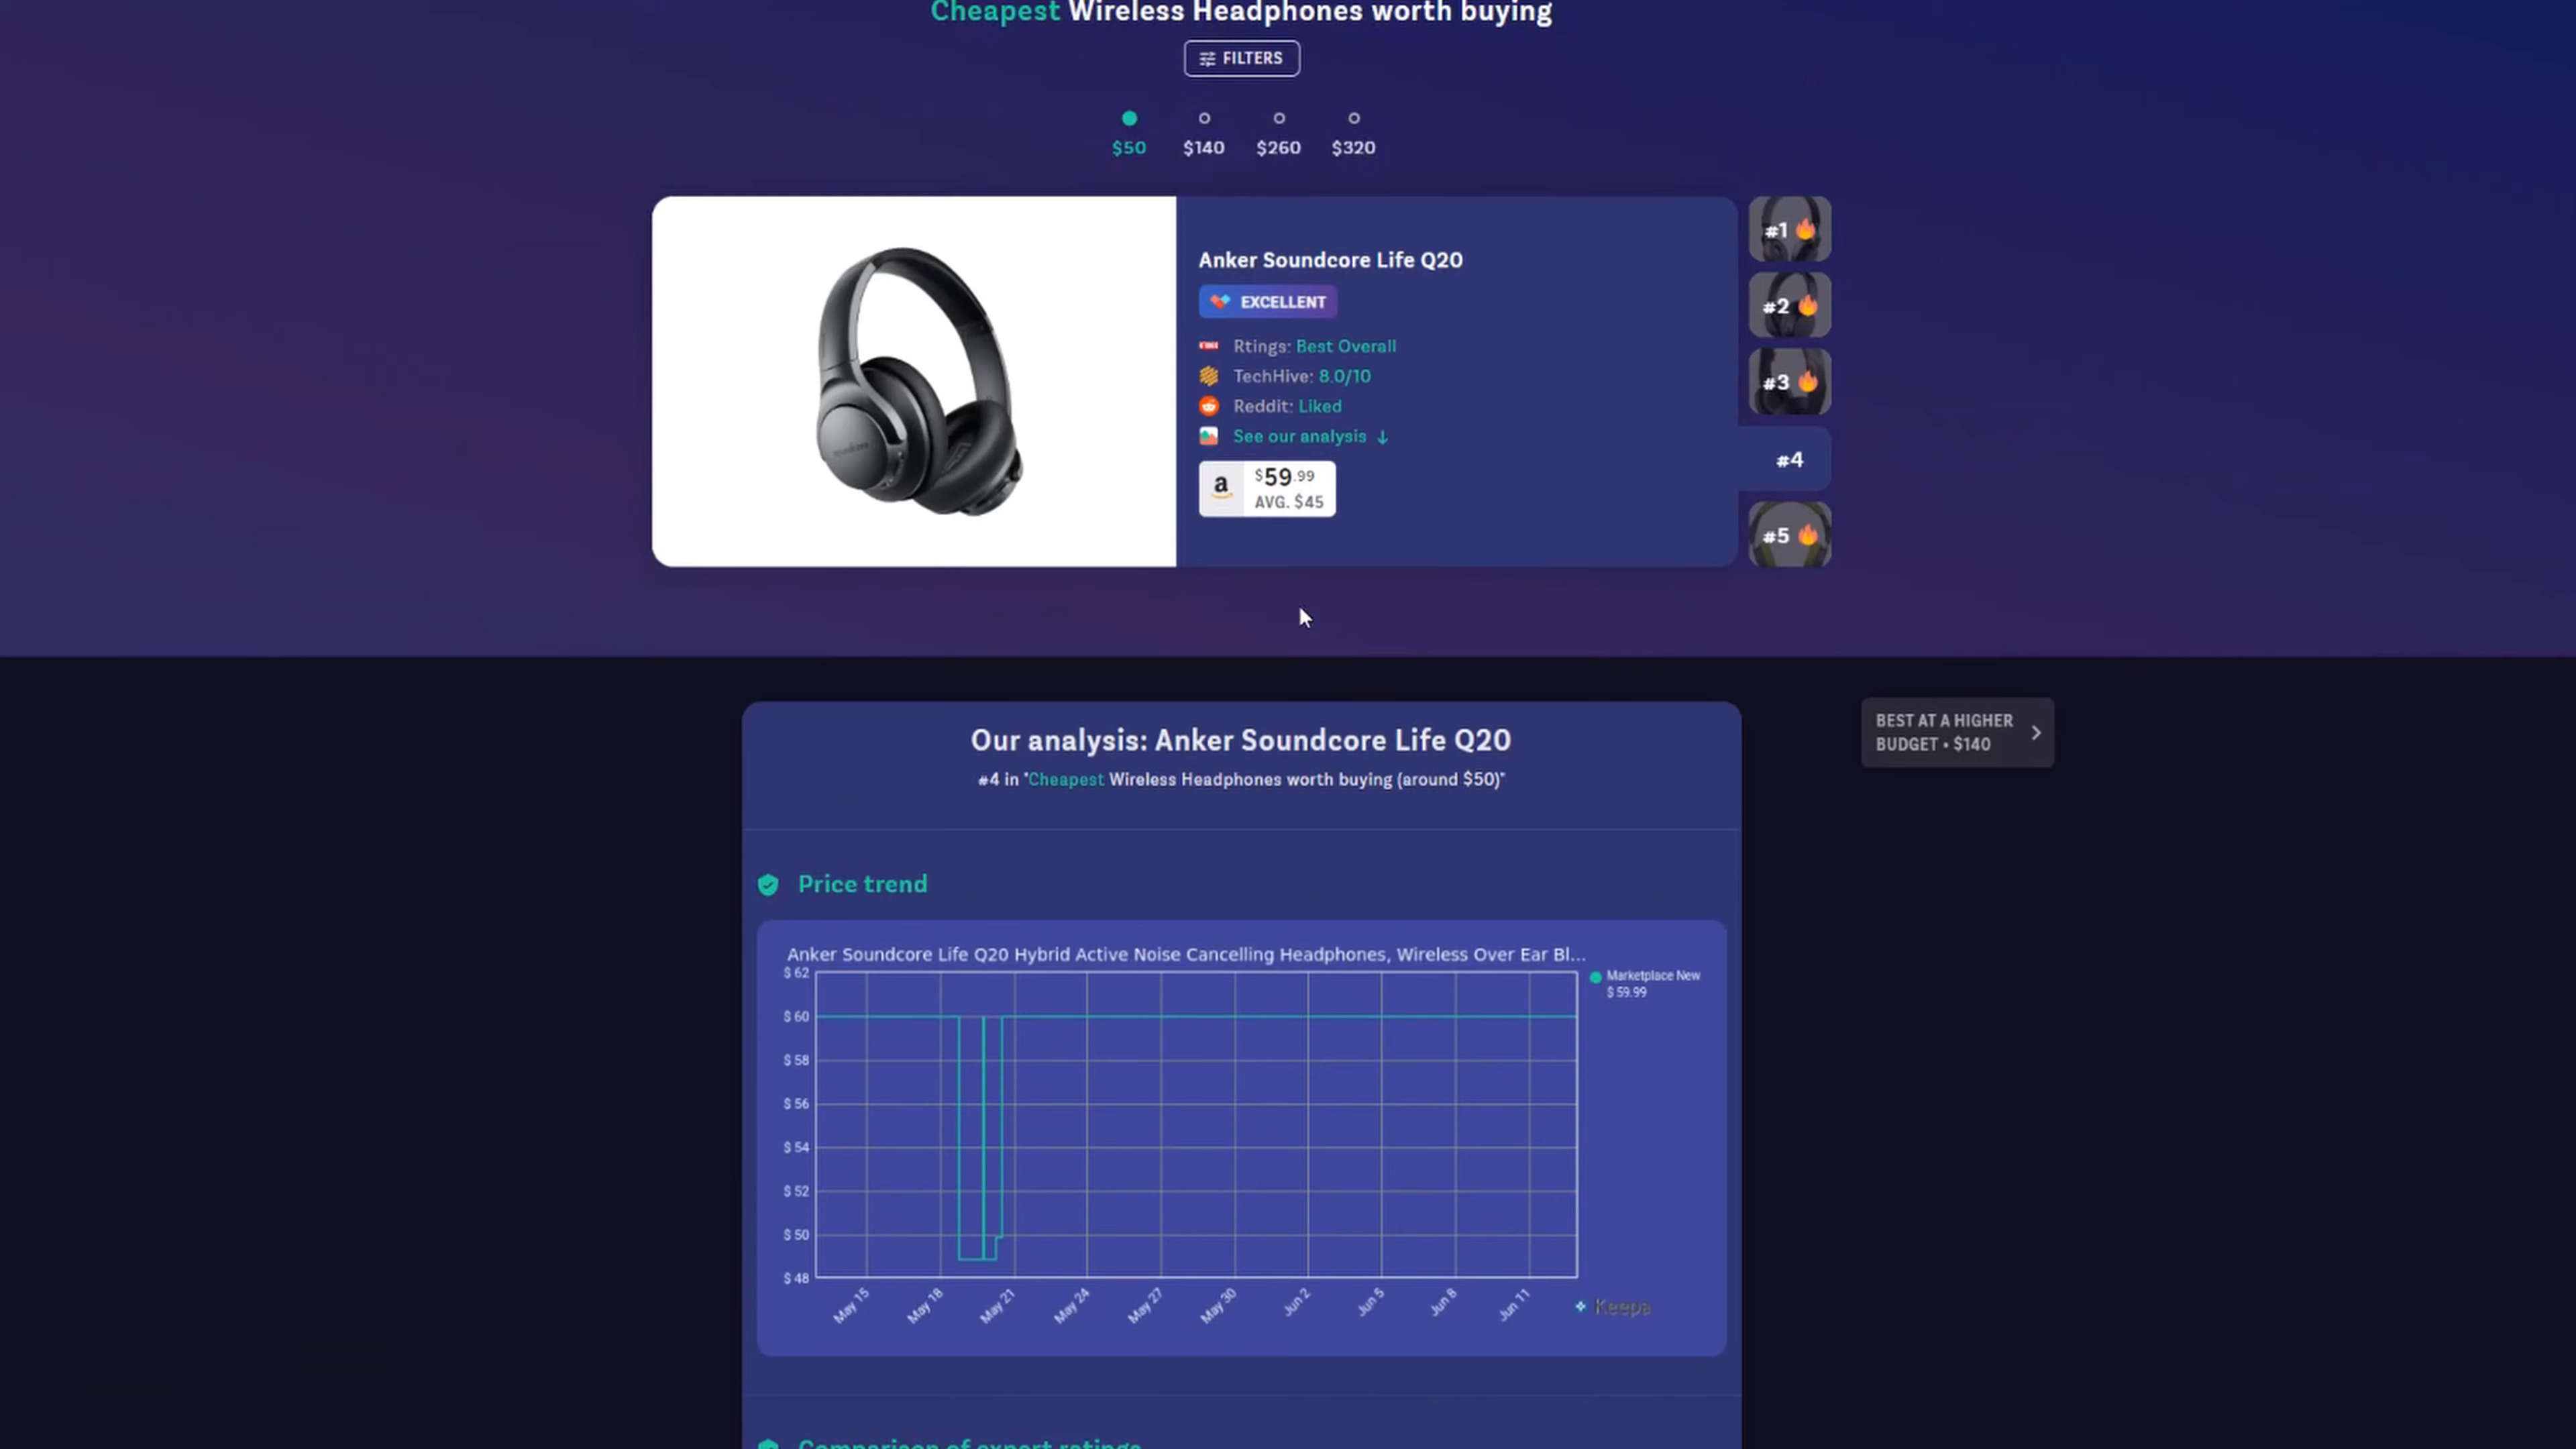 Cheapest Wireless Headphones worth buying
FILTERS
$50 $140 $260 $320
Anker Soundcore Life Q20
EXCELLENT
Rtings: Best Overall
TechHive: 8.0/10
Reddit: Liked
See our analysis ↓
a $59.99
AVG. $45
#1
#2
#3
#4
#5
Our analysis: Anker Soundcore Life Q20
#4 in "Cheapest Wireless Headphones worth buying (around $50)"
BEST AT A HIGHER
BUDGET • $140
Price trend
Anker Soundcore Life Q20 Hybrid Active Noise Cancelling Headphones, Wireless Over Ear Bl...
Marketplace New
$ 59.99
$ 62
$ 60
$ 58
$ 56
$ 54
$ 52
$ 50
$ 48
May 15 May 18 May 21 May 24 May 27 May 30 Jun 2 Jun 5 Jun 8 Jun 11
Keepa
Comparison of expert ratings